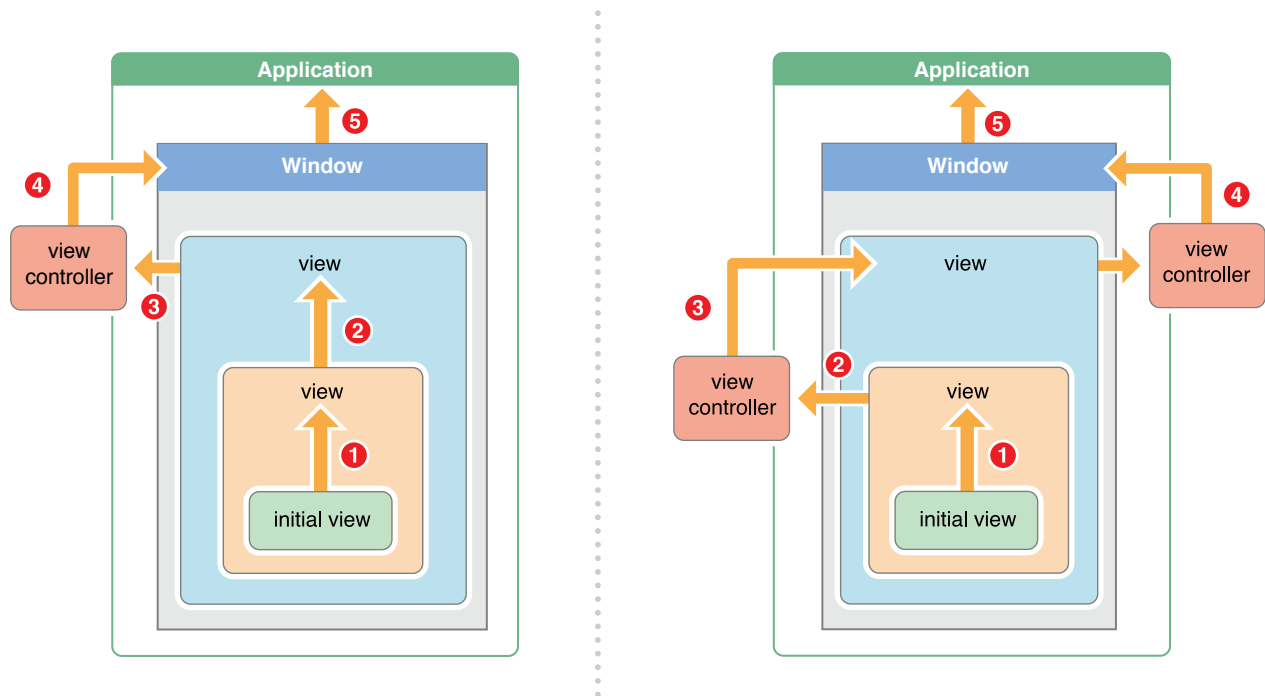 Application
5
Window
4
view
controller
view
3
2
view
1
initial view
Application
5
Window
4
view
controller
view
3
2
view
controller
view
1
initial view